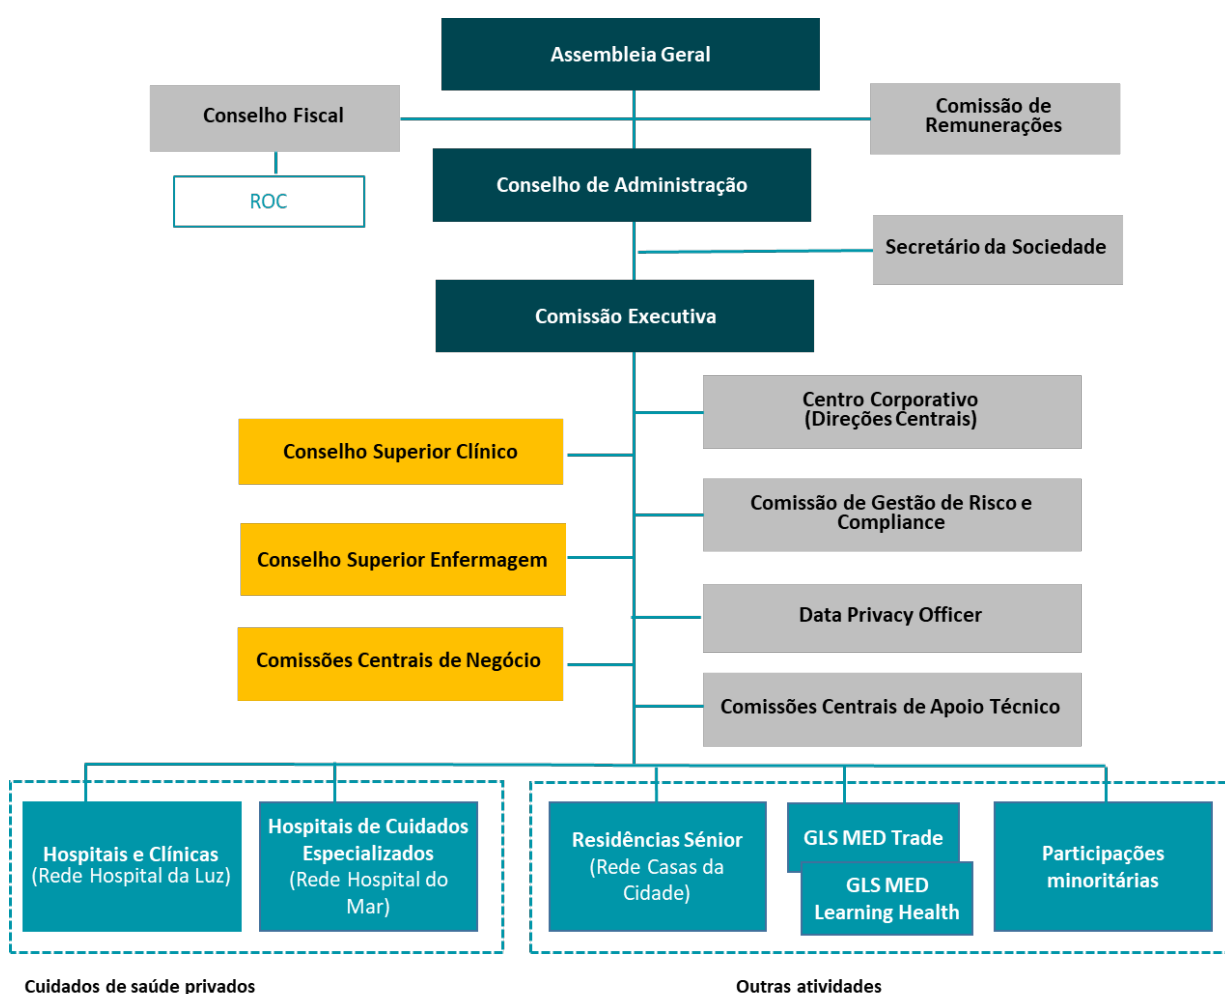 Assembleia Geral
Conselho Fiscal
Comissão de
Remunerações
ROC
Conselho de Administração
Secretário da Sociedade
Comissão Executiva
Centro Corporativo
(Direções Centrais)
Conselho Superior Clínico
Comissão de Gestão de Risco e
Compliance
Conselho Superior Enfermagem
Data Privacy Officer
Comissões Centrais de Negócio
Comissões Centrais de Apoio Técnico
Hospitais e Clínicas
(Rede Hospital da Luz)
Hospitais de Cuidados
Especializados
(Rede Hospital do
Mar)
Residências Sénior
(Rede Casas da
Cidade)
GLS MED Trade
GLS MED
Learning Health
Participações
minoritárias
Cuidados de saúde privados
Outras atividades